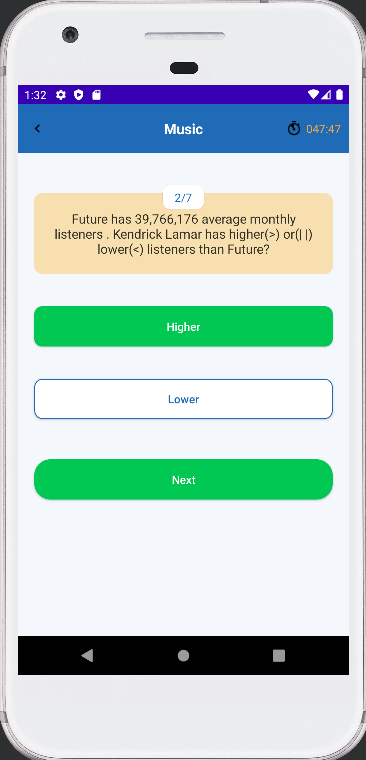 1:32
Music
047:47
2/7
Future has 39,766,176 average monthly
listeners . Kendrick Lamar has higher(>) or(| |)
lower(<) listeners than Future?
Higher
Lower
Next